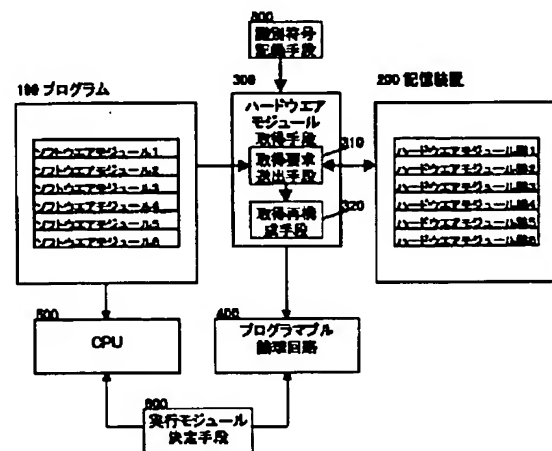 800
識別符号
記録手段
300
ハードウエア
モジュール
取得手段
310
取得要求
送出手段
320
取得再構
成手段
100 プログラム
ソフトウエアモジュール1
ソフトウエアモジュール2
ソフトウエアモジュール3
ソフトウエアモジュール4
ソフトウエアモジュール5
ソフトウエアモジュール6
200 記憶装置
ハードウエアモジュール群1
ハードウエアモジュール群2
ハードウエアモジュール群3
ハードウエアモジュール群4
ハードウエアモジュール群5
ハードウエアモジュール群6
500
CPU
400
プログラマブル
論理回路
実行モジュール
決定手段